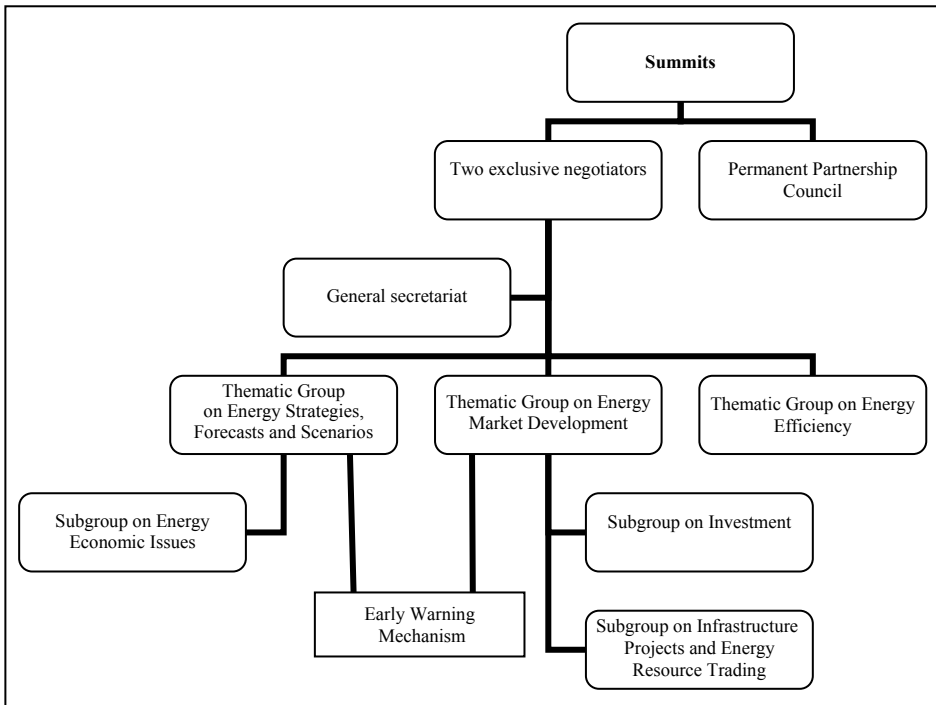 Summits
Two exclusive negotiators
Permanent Partnership
Council
General secretariat
Thematic Group
on Energy Strategies,
Forecasts and Scenarios
Thematic Group on Energy
Market Development
Thematic Group on Energy
Efficiency
Subgroup on Energy
Economic Issues
Subgroup on Investment
Early Warning
Mechanism
Subgroup on Infrastructure
Projects and Energy
Resource Trading